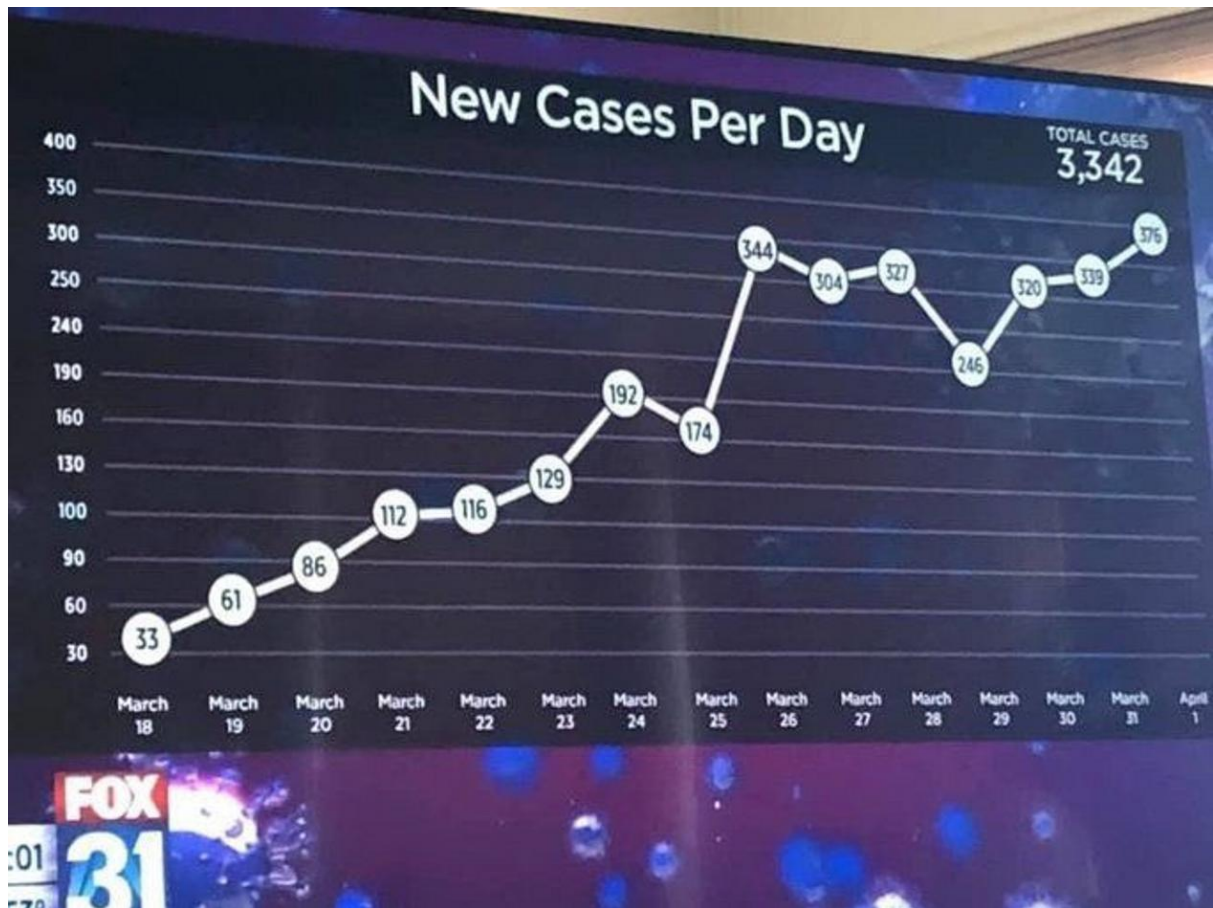 New Cases Per Day
TOTAL CASES
3,342
400
350
300
250
240
190
160
130
100
90
60
30
33
61
86
112
116
129
192
174
344
304
327
246
320
339
376
March 18
March 19
March 20
March 21
March 22
March 23
March 24
March 25
March 26
March 27
March 28
March 29
March 30
March 31
April 1
FOX
31
:01